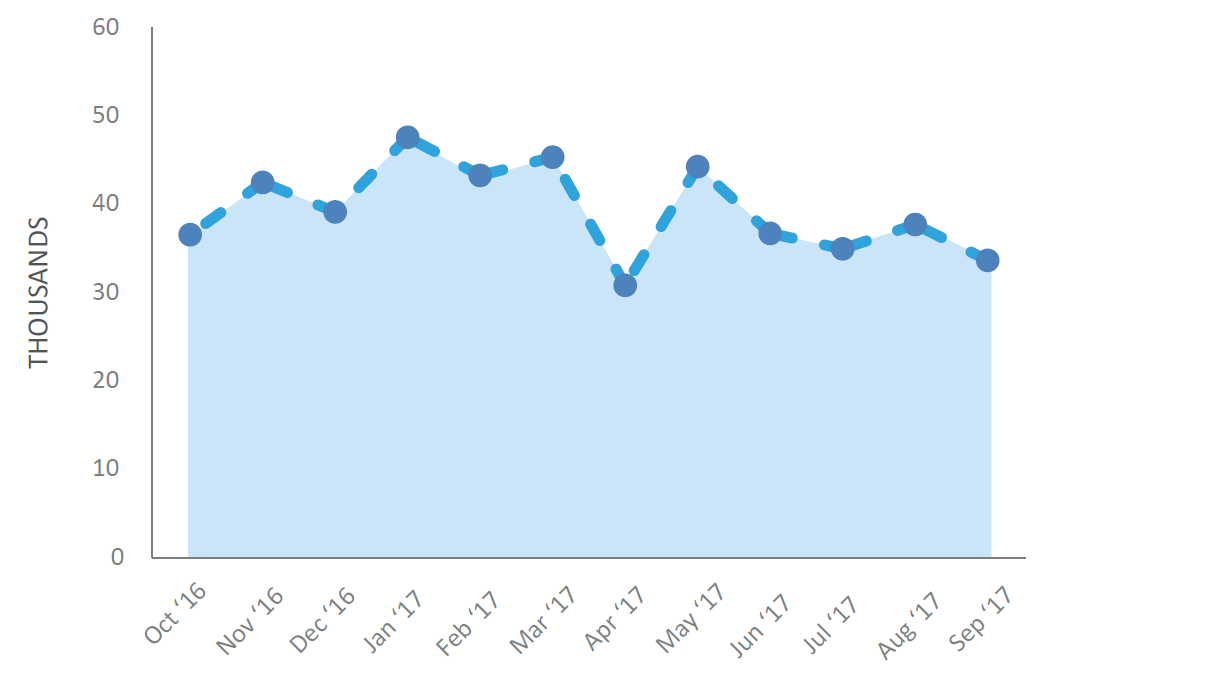 60
50
40
30
20
10
0
THOUSANDS
Oct ‘16
Nov ‘16
Dec ‘16
Jan ‘17
Feb ‘17
Mar ‘17
Apr ‘17
May ‘17
Jun ‘17
Jul ‘17
Aug ‘17
Sep ‘17